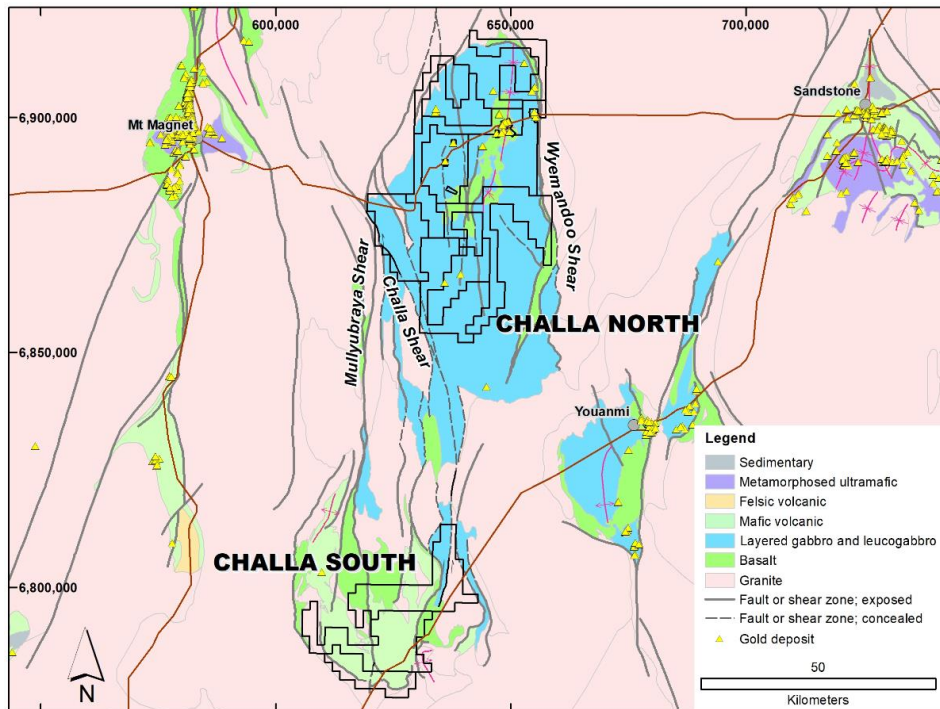 600,000
650,000
700,000
6,900,000
6,850,000
6,800,000
Mt Magnet
Sandstone
Wyemandoo Shear
Mullyubraya Shear
Challa Shear
CHALLA NORTH
Youanmi
CHALLA SOUTH
N
Legend
Sedimentary
Metamorphosed ultramafic
Felsic volcanic
Mafic volcanic
Layered gabbro and leucogabbro
Basalt
Granite
Fault or shear zone; exposed
Fault or shear zone; concealed
Gold deposit
50
Kilometers